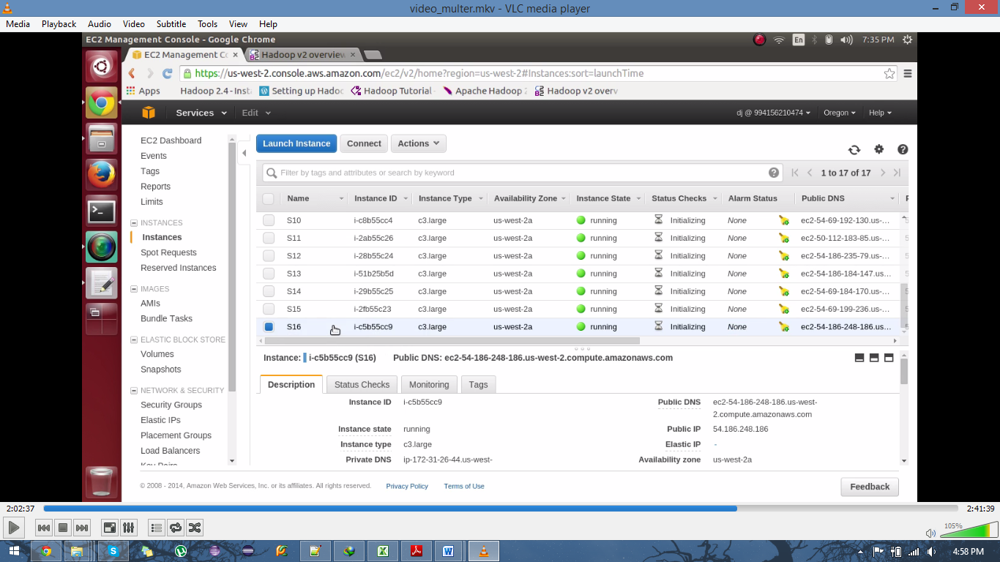 video_multer.mkv - VLC media player
Media Playback Audio Video Subtitle Tools View Help
EC2 Management Console - Google Chrome
En 7:35 PM
EC2 Management Co Hadoop v2 overview
https://us-west-2.console.aws.amazon.com/ec2/v2/home?region=us-west-2#Instances:sort=launchTime
Apps Hadoop 2.4 - Inst Setting up Hadoo Hadoop Tutorial Apache Hadoop 2 Hadoop v2 overv
Services Edit dj @ 994156210474 Oregon Help
EC2 Dashboard
Events
Tags
Reports
Limits
INSTANCES
Instances
Spot Requests
Reserved Instances
IMAGES
AMIs
Bundle Tasks
ELASTIC BLOCK STORE
Volumes
Snapshots
NETWORK & SECURITY
Security Groups
Elastic IPs
Placement Groups
Load Balancers
Key Pairs
Launch Instance Connect Actions
Filter by tags and attributes or search by keyword
1 to 17 of 17
Name Instance ID Instance Type Availability Zone Instance State Status Checks Alarm Status Public DNS
S10 i-c8b55cc4 c3.large us-west-2a running Initializing None ec2-54-69-192-130.us-...
S11 i-2ab55c26 c3.large us-west-2a running Initializing None ec2-50-112-183-85.us-...
S12 i-28b55c24 c3.large us-west-2a running Initializing None ec2-54-186-235-79.us-...
S13 i-51b25b5d c3.large us-west-2a running Initializing None ec2-54-186-184-147.us...
S14 i-29b55c25 c3.large us-west-2a running Initializing None ec2-54-69-184-170.us-...
S15 i-2fb55c23 c3.large us-west-2a running Initializing None ec2-54-69-199-236.us-...
S16 i-c5b55cc9 c3.large us-west-2a running Initializing None ec2-54-186-248-186.us...
Instance: i-c5b55cc9 (S16) Public DNS: ec2-54-186-248-186.us-west-2.compute.amazonaws.com
Description Status Checks Monitoring Tags
Instance ID i-c5b55cc9 Public DNS ec2-54-186-248-186.us-west-
2.compute.amazonaws.com
Instance state running Public IP 54.186.248.186
Instance type c3.large Elastic IP -
Private DNS ip-172-31-26-44.us-west- Availability zone us-west-2a
© 2008 - 2014, Amazon Web Services, Inc. or its affiliates. All rights reserved. Privacy Policy Terms of Use
Feedback
2:02:37 2:41:39
105%
4:58 PM